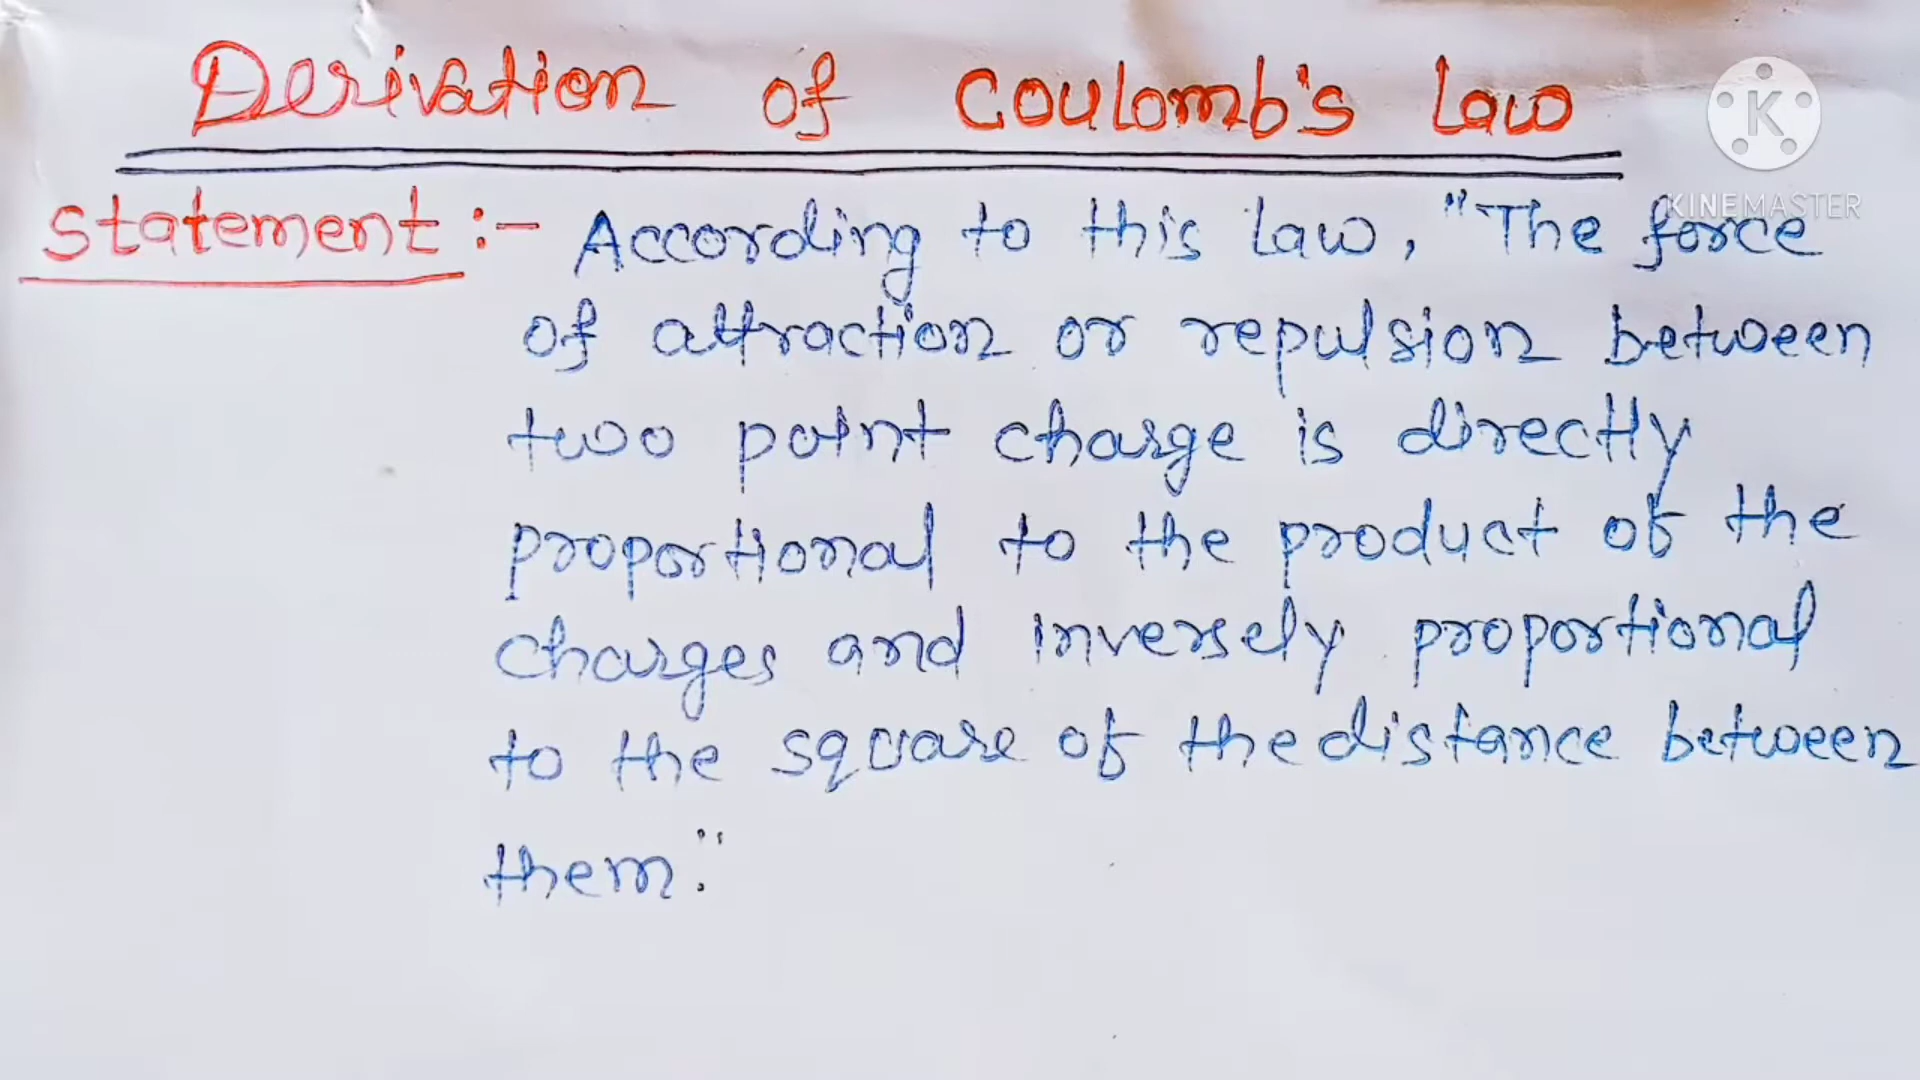 Derivation of Coulomb's Law
K
KINEMASTER
Statement :- According to this Law, "The force
of attraction or repulsion between
two point charge is directly
proportional to the product of the
charges and inversely proportional
to the square of the distance between
them."